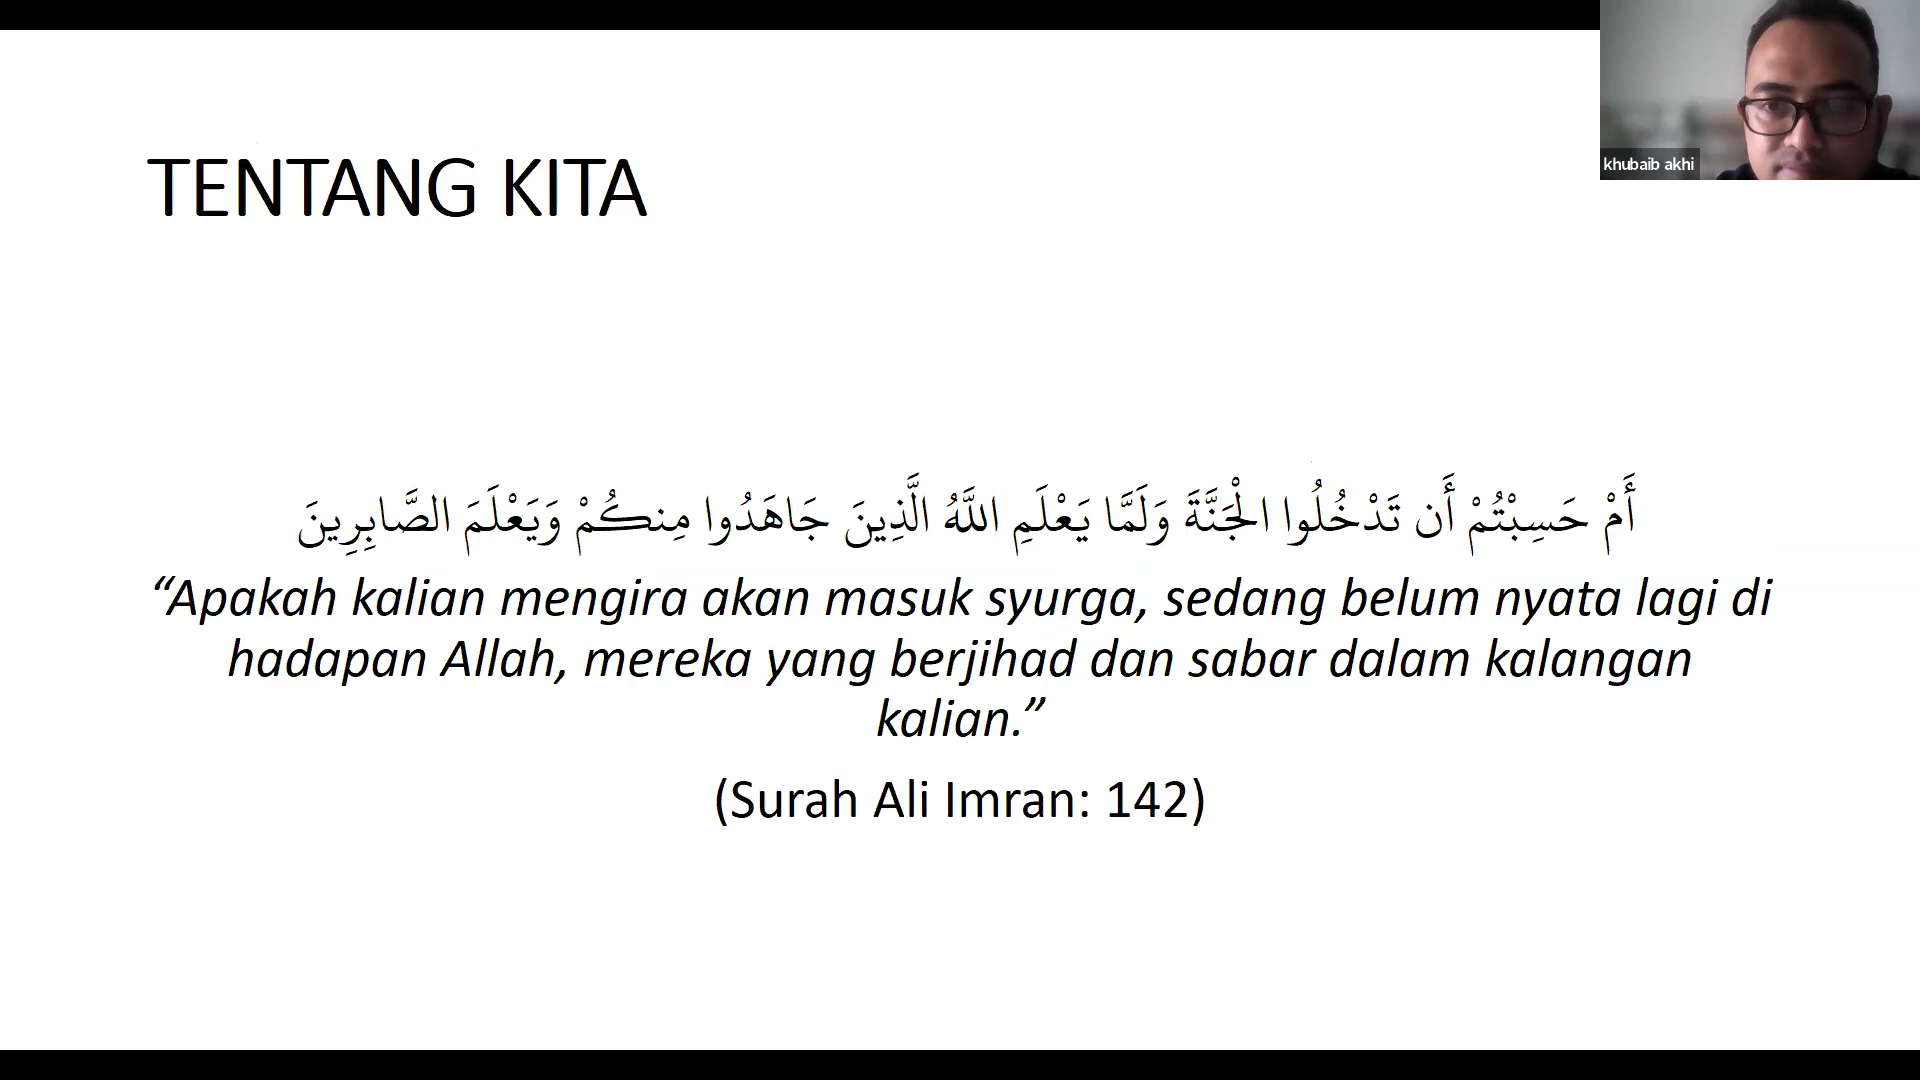 khubaib akhi
TENTANG KITA
أَمْ حَسِبْتُمْ أَن تَدْخُلُوا الْجَنَّةَ وَلَمَّا يَعْلَمِ اللَّهُ الَّذِينَ جَاهَدُوا مِنكُمْ وَيَعْلَمَ الصَّابِرِينَ
“Apakah kalian mengira akan masuk syurga, sedang belum nyata lagi di
hadapan Allah, mereka yang berjihad dan sabar dalam kalangan
kalian.”
(Surah Ali Imran: 142)